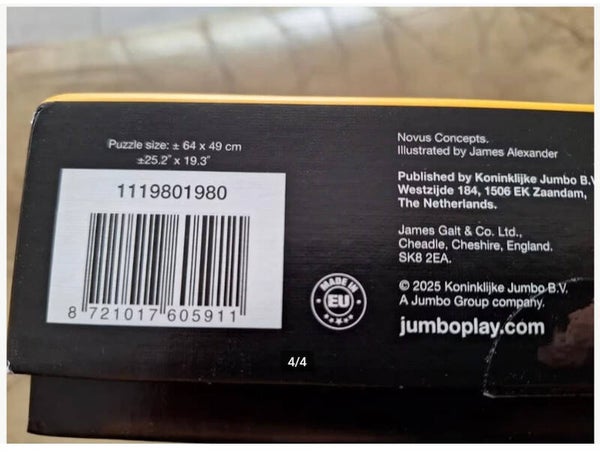 Puzzle size: ± 64 x 49 cm
±25.2" x 19.3"
1119801980
8 721017 605911
MADE IN
EU
Novus Concepts.
Illustrated by James Alexander
Published by Koninklijke Jumbo B.V
Westzijde 184, 1506 EK Zaandam,
The Netherlands.
James Galt & Co. Ltd.,
Cheadle, Cheshire, England.
SK8 2EA.
© 2025 Koninklijke Jumbo B.V.
A Jumbo Group company.
jumboplay.com
4/4